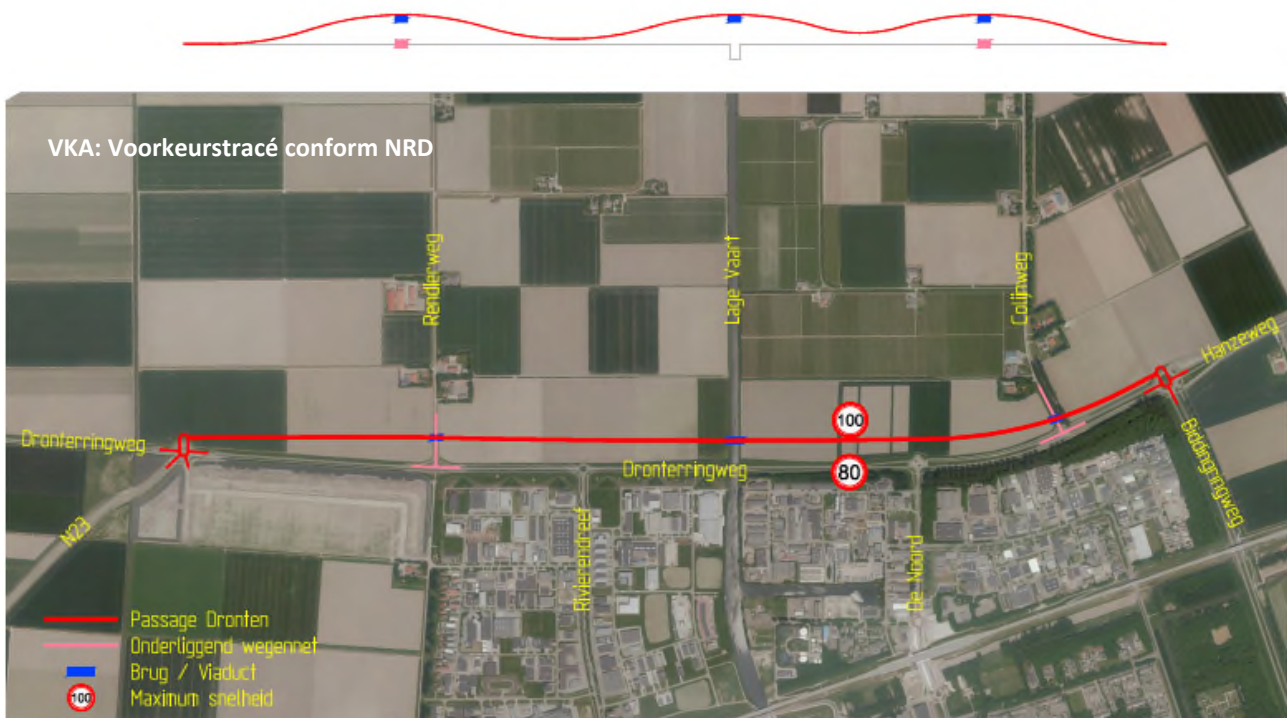 VKA: Voorkeurstracé conform NRD
Rendierweg
Lage Vaart
Colijnweg
Hanzeweg
Dronterringweg
100
Dronterringweg
80
Biddingringweg
N23
Rivierendreef
De Noord
Passage Dronten
Onderliggend wegennet
Brug / Viaduct
100 Maximum snelheid